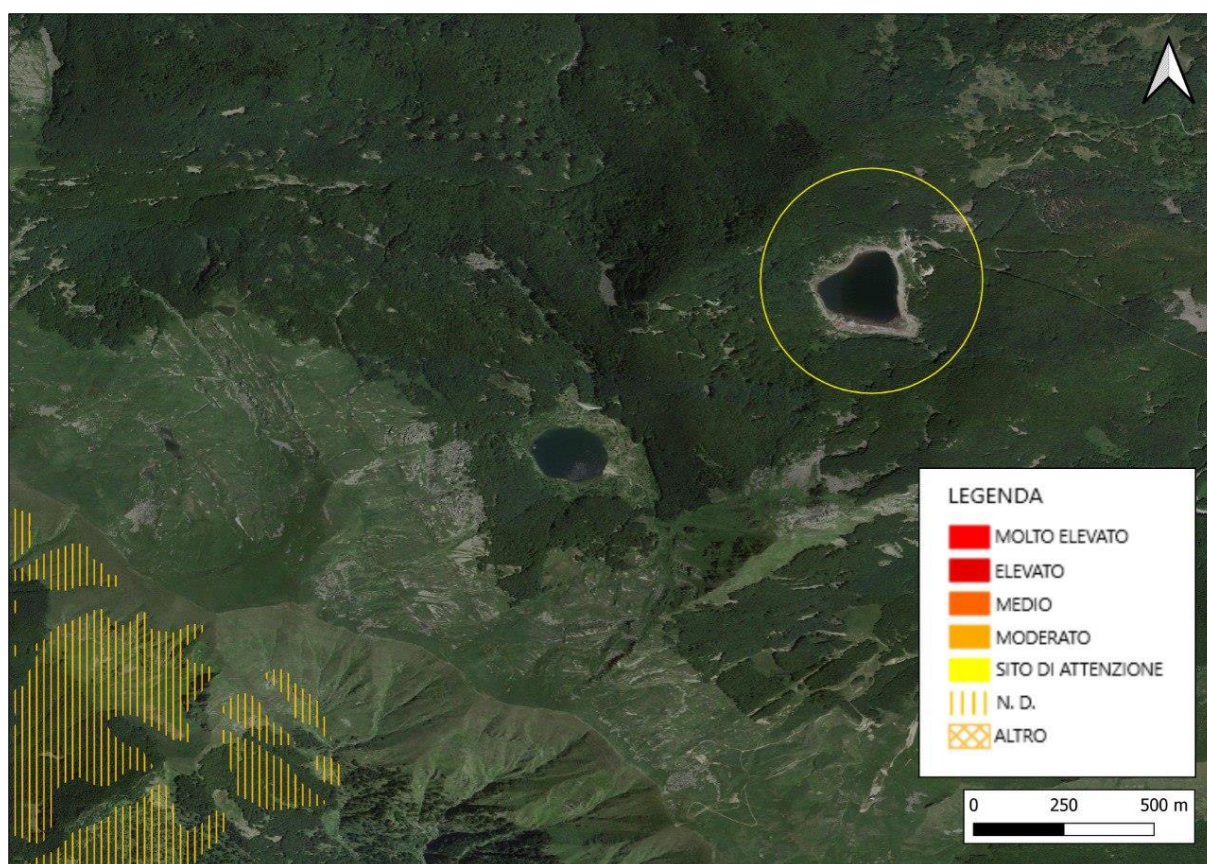 LEGENDA
MOLTO ELEVATO
ELEVATO
MEDIO
MODERATO
SITO DI ATTENZIONE
N. D.
ALTRO
0 250 500 m